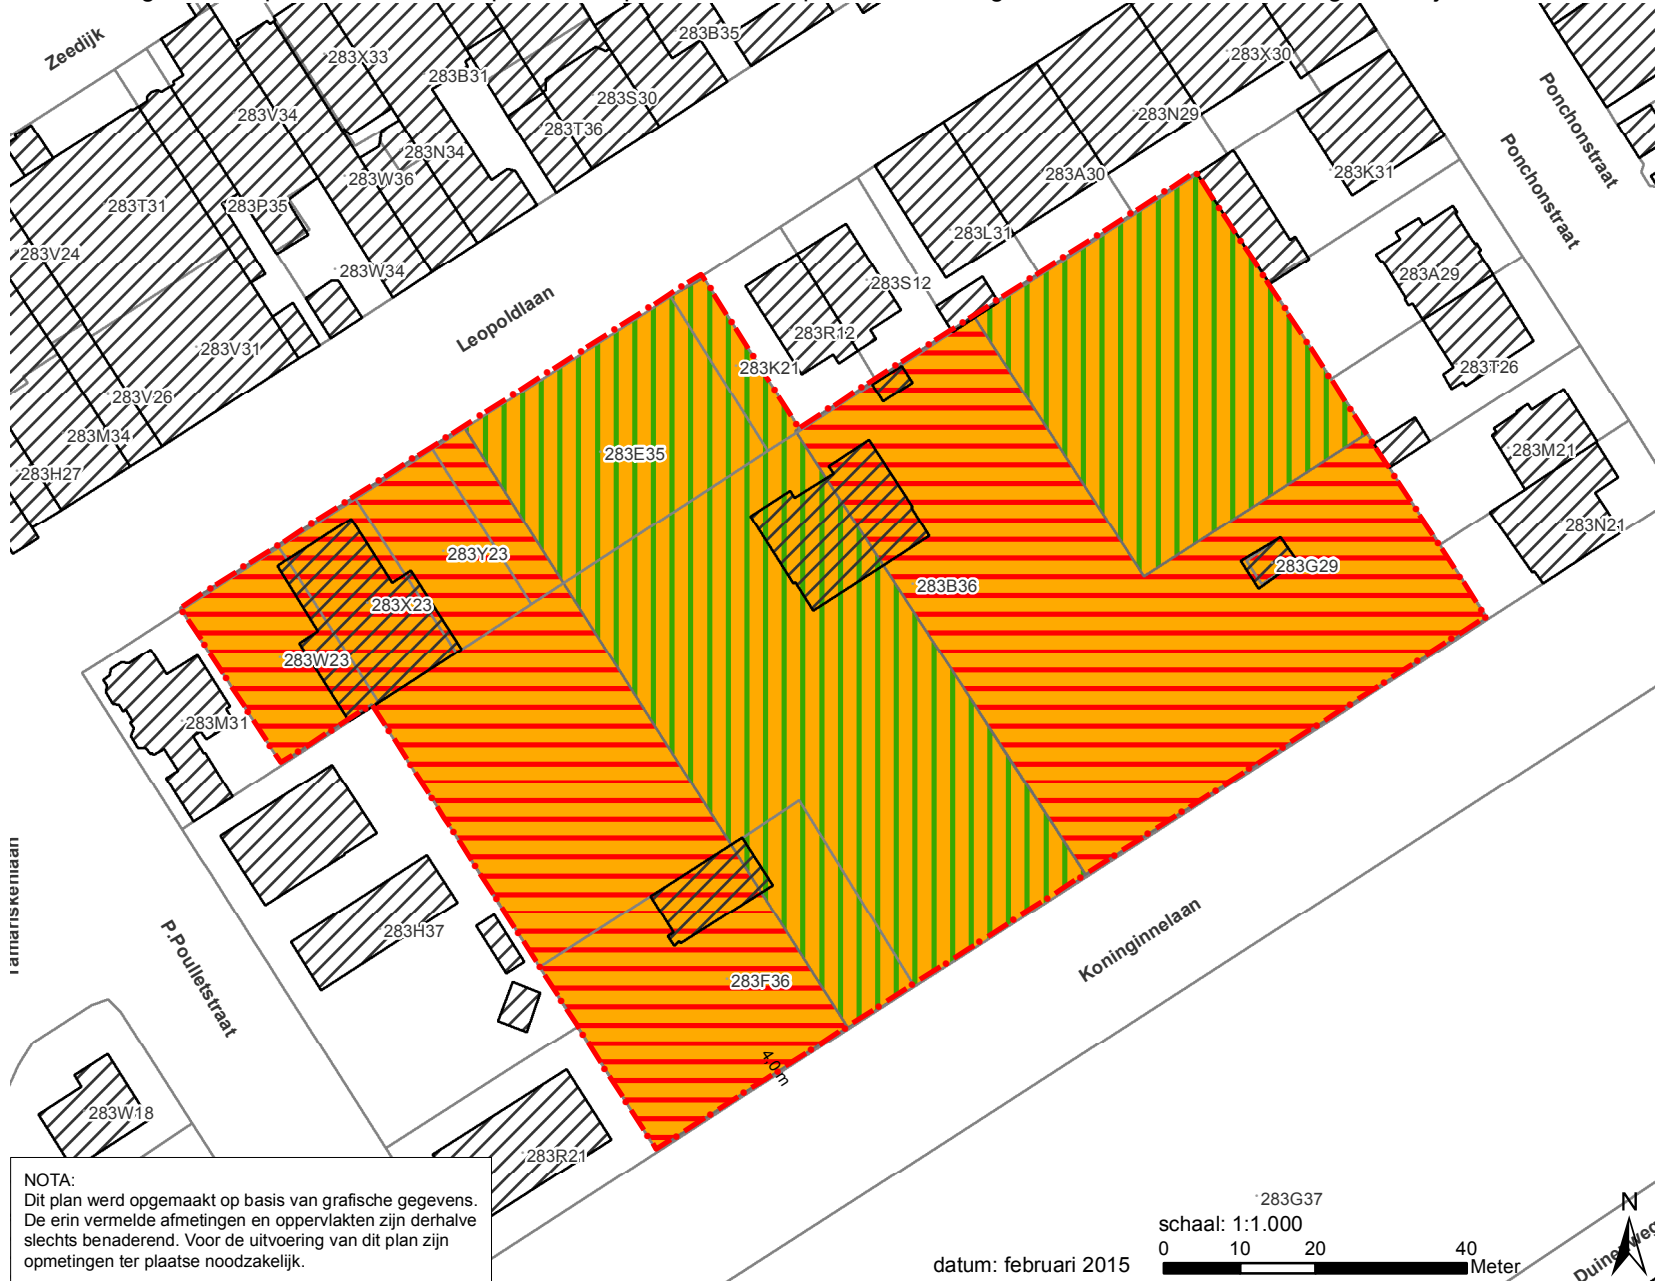 Zeedijk
283X33
283B31
283B35
283X30
Ponchonstraat
283V34
283S30
283T36
283N29
283N34
Ponchonstraat
283W36
283A30
283K31
283T31
283P35
283L31
283V24
283W34
283S12
283A29
Leopoldlaan
283R12
283V31
283K21
283T26
283V26
283M34
283E35
283M21
283H27
283N21
283Y23
283G29
283B36
283X23
283W23
283M31
Tamariskenlaan
P.Poulletstraat
283H37
Koninginnelaan
283F36
4.0 m
283W18
283R21
NOTA:
Dit plan werd opgemaakt op basis van grafische gegevens.
De erin vermelde afmetingen en oppervlakten zijn derhalve
slechts benaderend. Voor de uitvoering van dit plan zijn
opmetingen ter plaatse noodzakelijk.
283G37
schaal: 1:1.000
datum: februari 2015
0 10 20 40
Meter
N